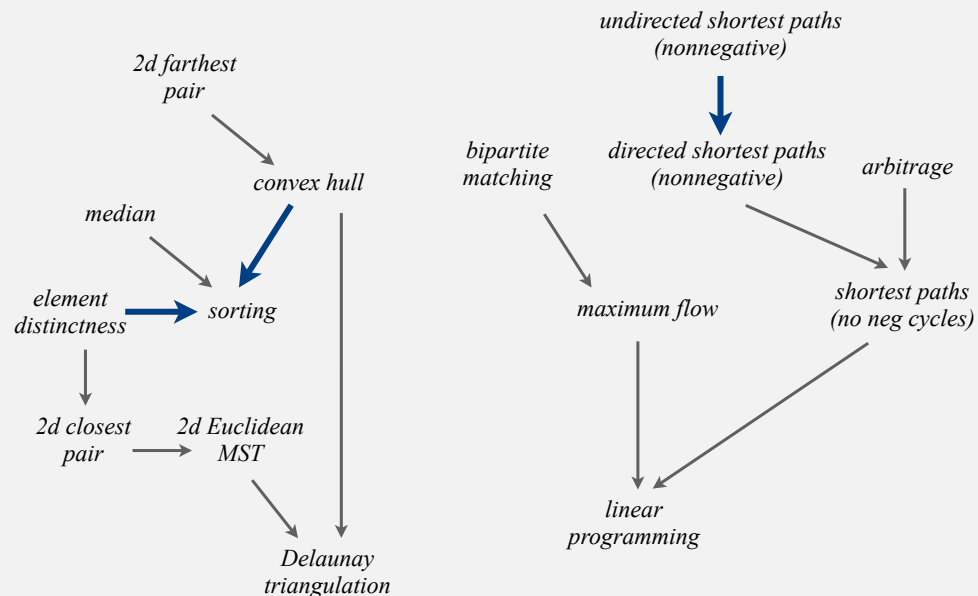 undirected shortest paths
(nonnegative)
2d farthest
pair
bipartite
matching
directed shortest paths
(nonnegative)
arbitrage
convex hull
median
element
distinctness
sorting
maximum flow
shortest paths
(no neg cycles)
2d closest
pair
2d Euclidean
MST
linear
programming
Delaunay
triangulation